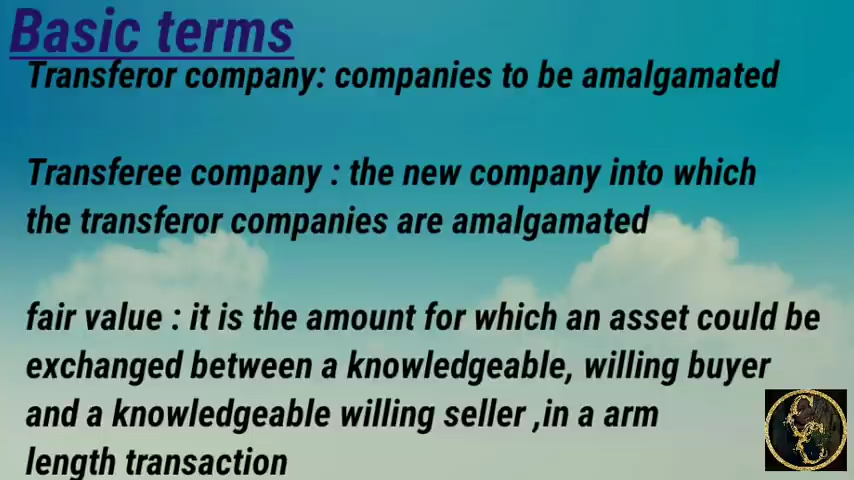 Basic terms
Transferor company: companies to be amalgamated
Transferee company : the new company into which
the transferor companies are amalgamated
fair value : it is the amount for which an asset could be
exchanged between a knowledgeable, willing buyer
and a knowledgeable willing seller ,in a arm
length transaction